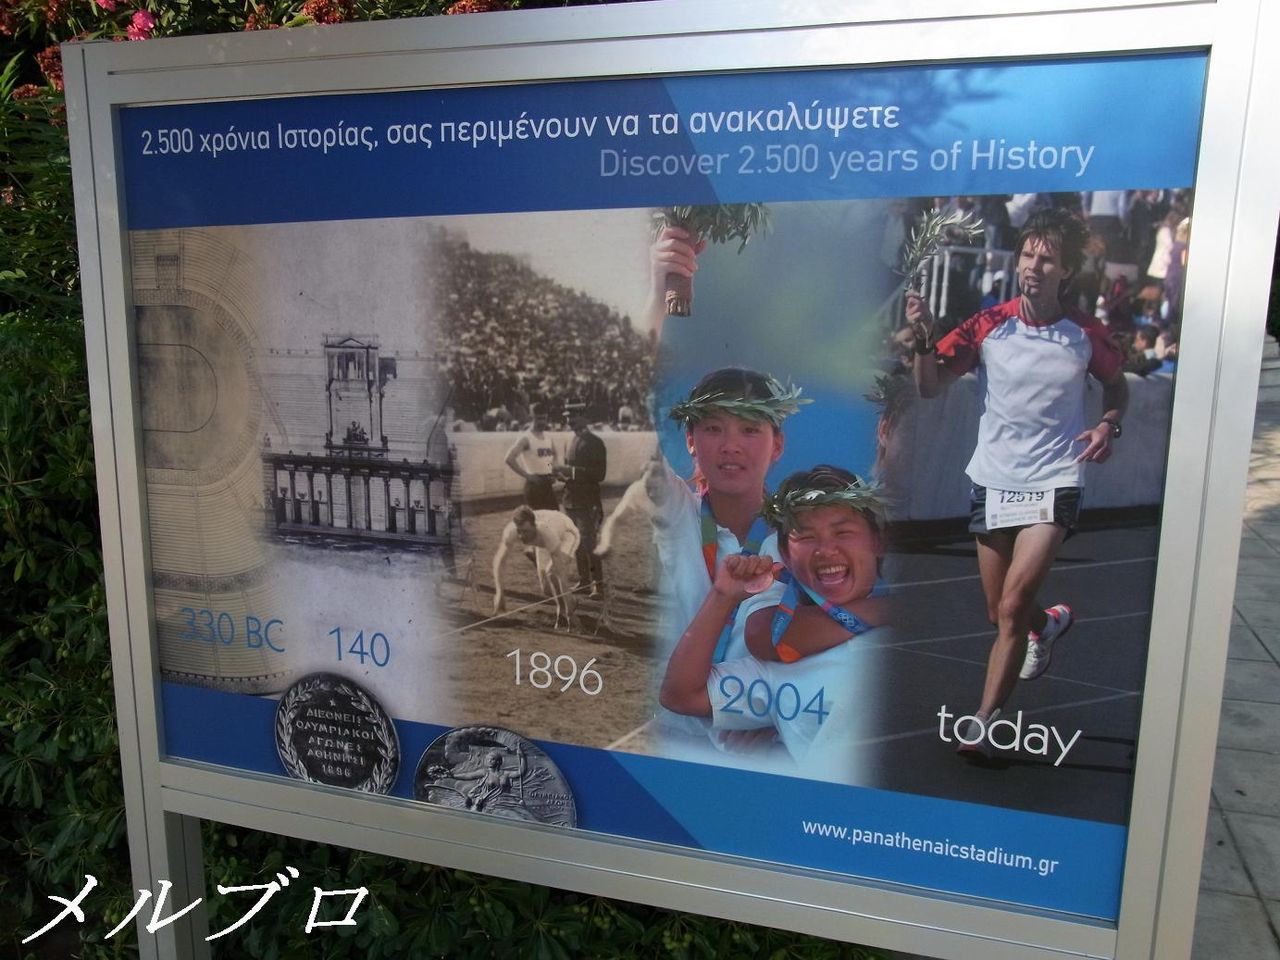 2.500 χρόνια Ιστορίας, σας περιμένουν να τα ανακαλύψετε
Discover 2.500 years of History
12519
330 BC
140
1896
2004
today
ΔΙΕΘΝΕΙΣ
ΟΛΥΜΠΙΑΚΟΙ
ΑΓΩΝΕΣ
ΑΘΗΝΗΣΙ
1896
www.panathenaicstadium.gr
メルブロ